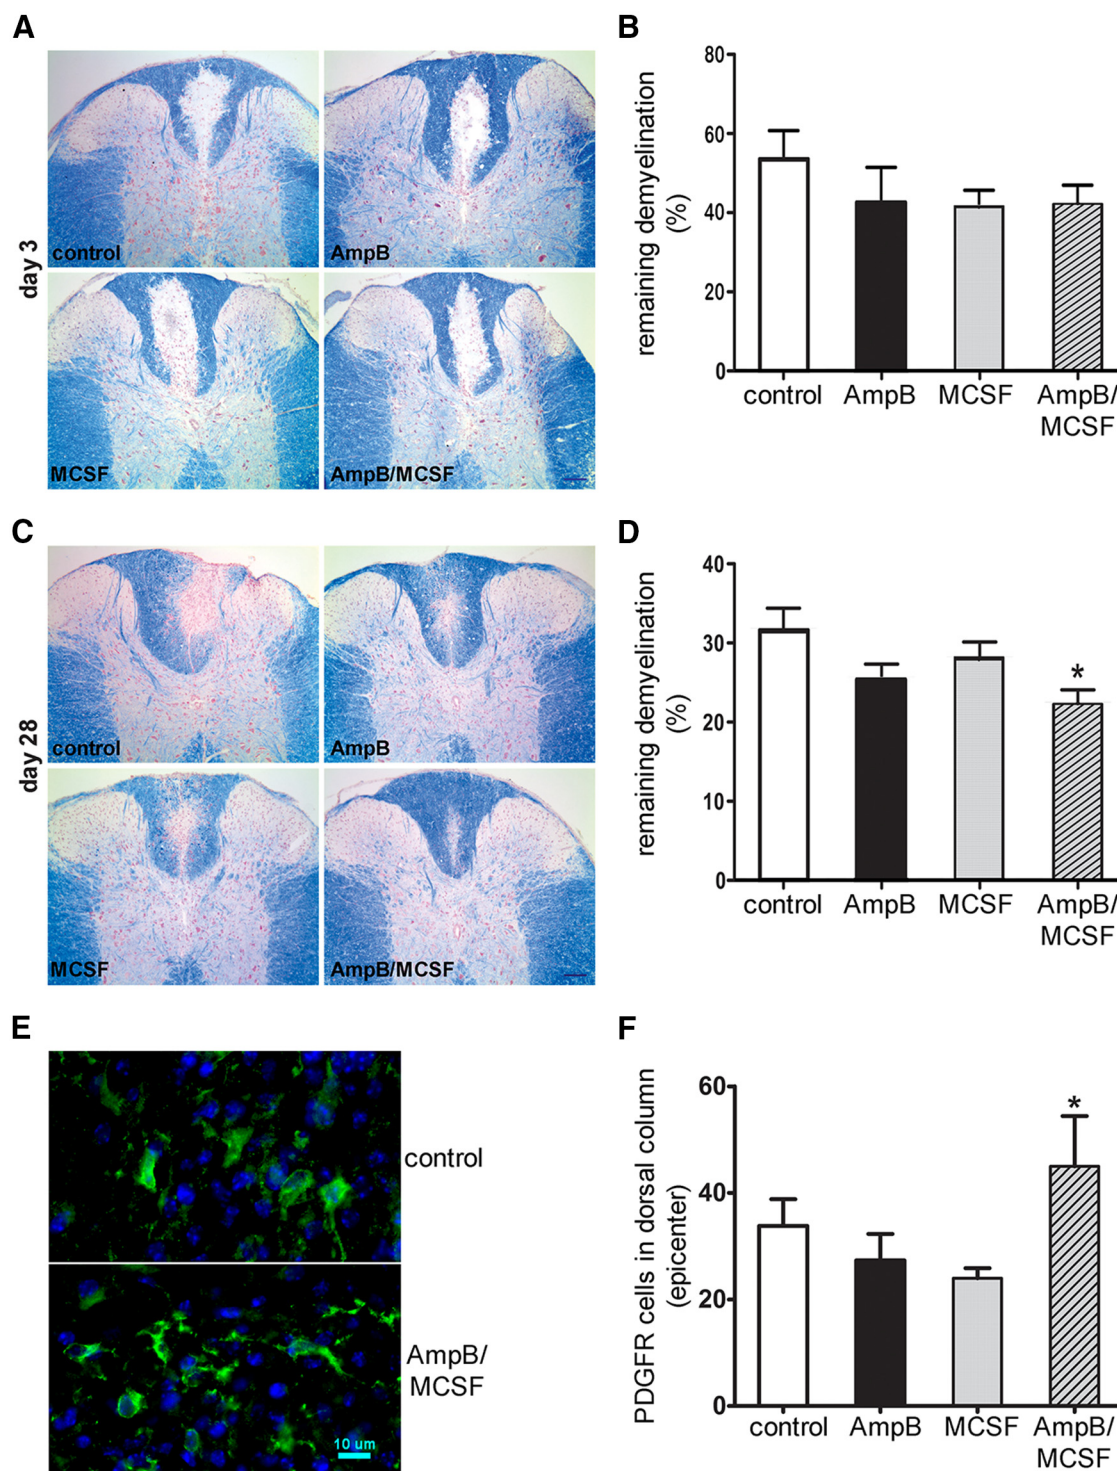 A
day 3
control
AmpB
MCSF
AmpB/MCSF
B
remaining demyelination
(%)
80
60
40
20
0
control
AmpB
MCSF
AmpB/
MCSF
C
day 28
control
AmpB
MCSF
AmpB/MCSF
D
remaining demyelination
(%)
40
30
20
10
0
*
control
AmpB
MCSF
AmpB/
MCSF
E
control
AmpB/
MCSF
10 um
F
PDGFR cells in dorsal column
(epicenter)
60
40
20
0
*
control
AmpB
MCSF
AmpB/
MCSF